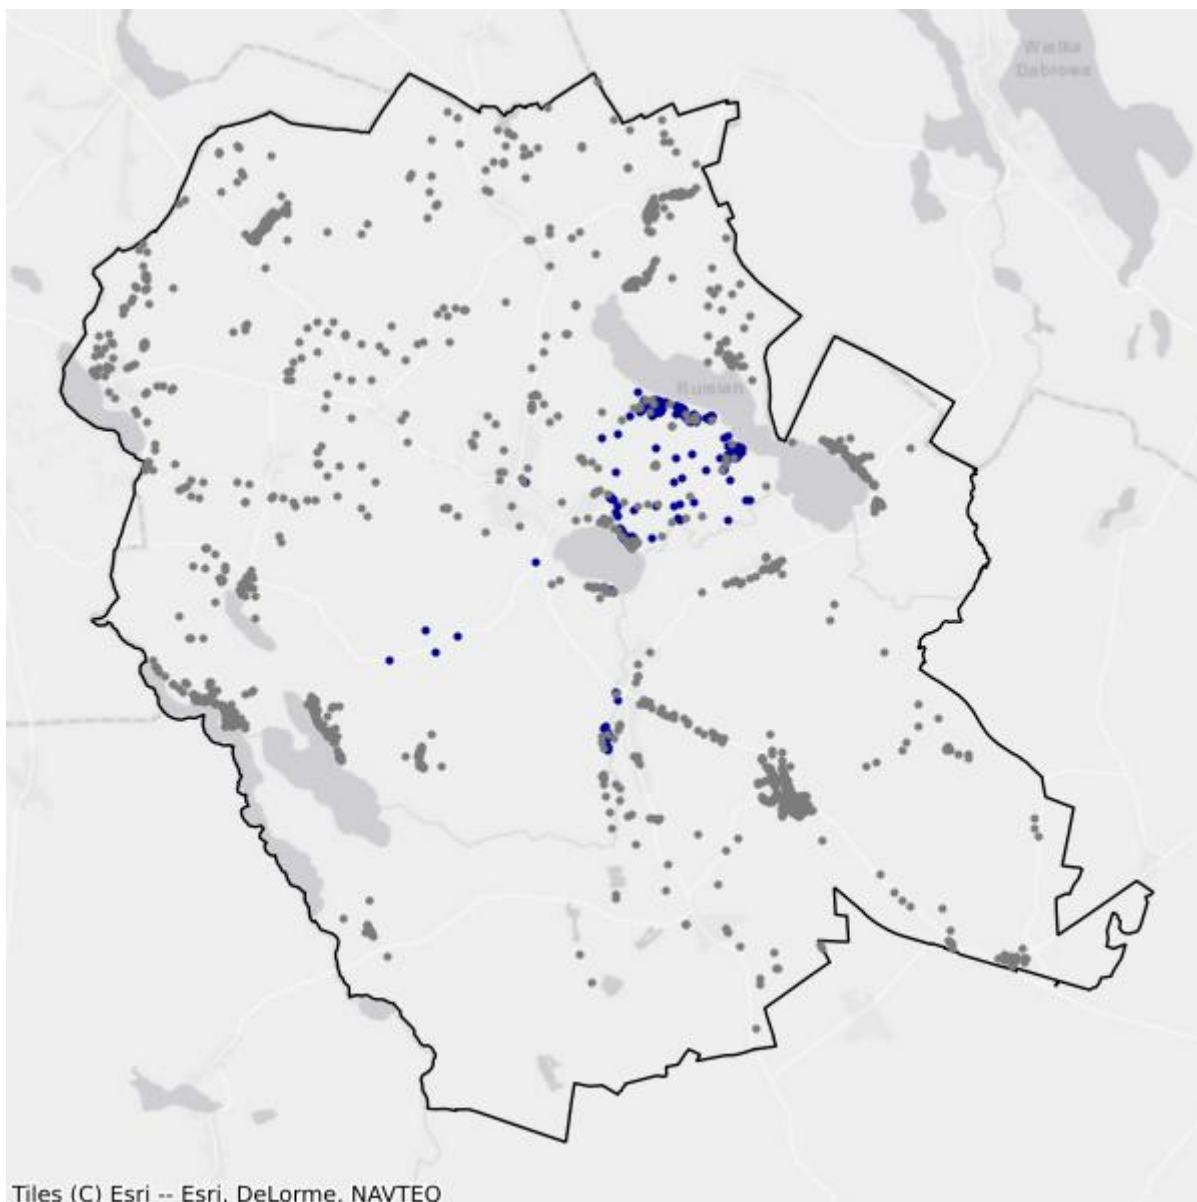 Wielka
Dąbrowa
Rumian
Tiles (C) Esri -- Esri, DeLorme, NAVTEQ